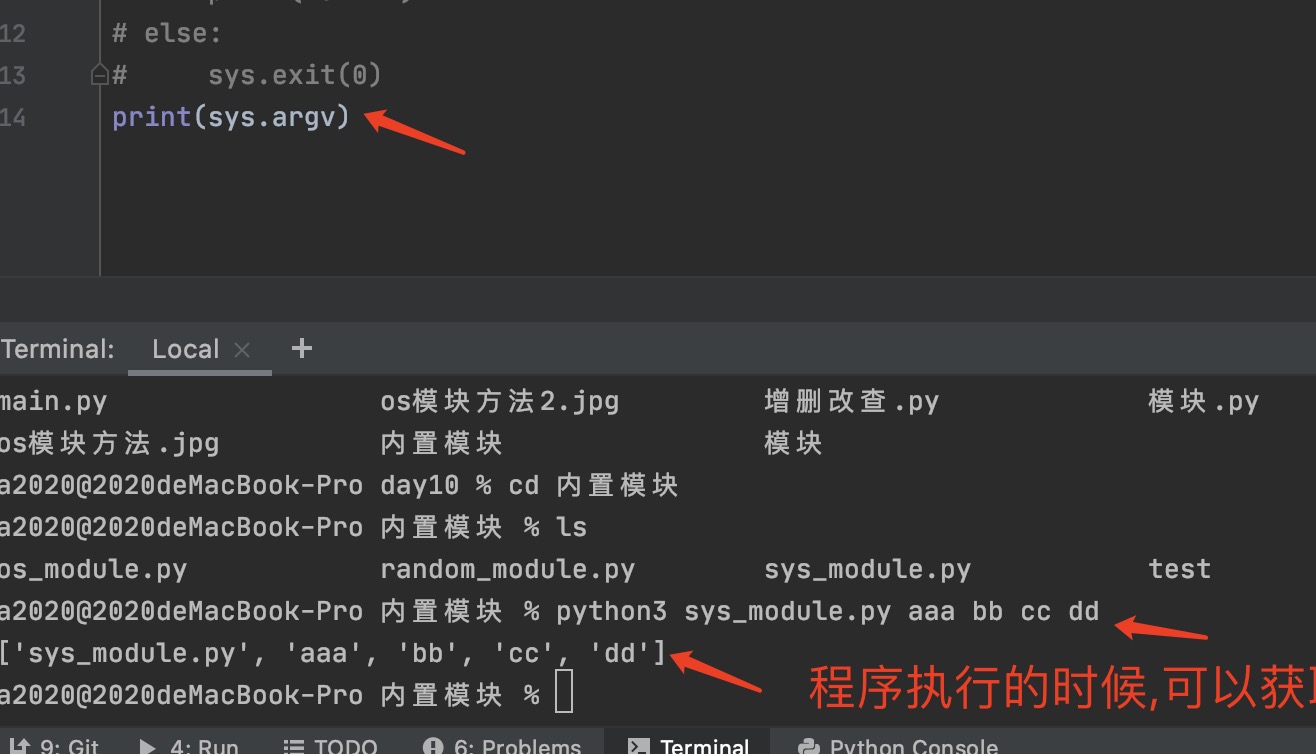 12 # else:
13 #     sys.exit(0)
14 print(sys.argv)
Terminal: Local × +
main.py os模块方法2.jpg 增删改查.py 模块.py
os模块方法.jpg 内置模块 模块
a2020@2020deMacBook-Pro day10 % cd 内置模块
a2020@2020deMacBook-Pro 内置模块 % ls
os_module.py random_module.py sys_module.py test
a2020@2020deMacBook-Pro 内置模块 % python3 sys_module.py aaa bb cc dd
['sys_module.py', 'aaa', 'bb', 'cc', 'dd']
程序执行的时候,可以获
a2020@2020deMacBook-Pro 内置模块 %
9: Git 4: Run TODO 6: Problems Terminal Python Console